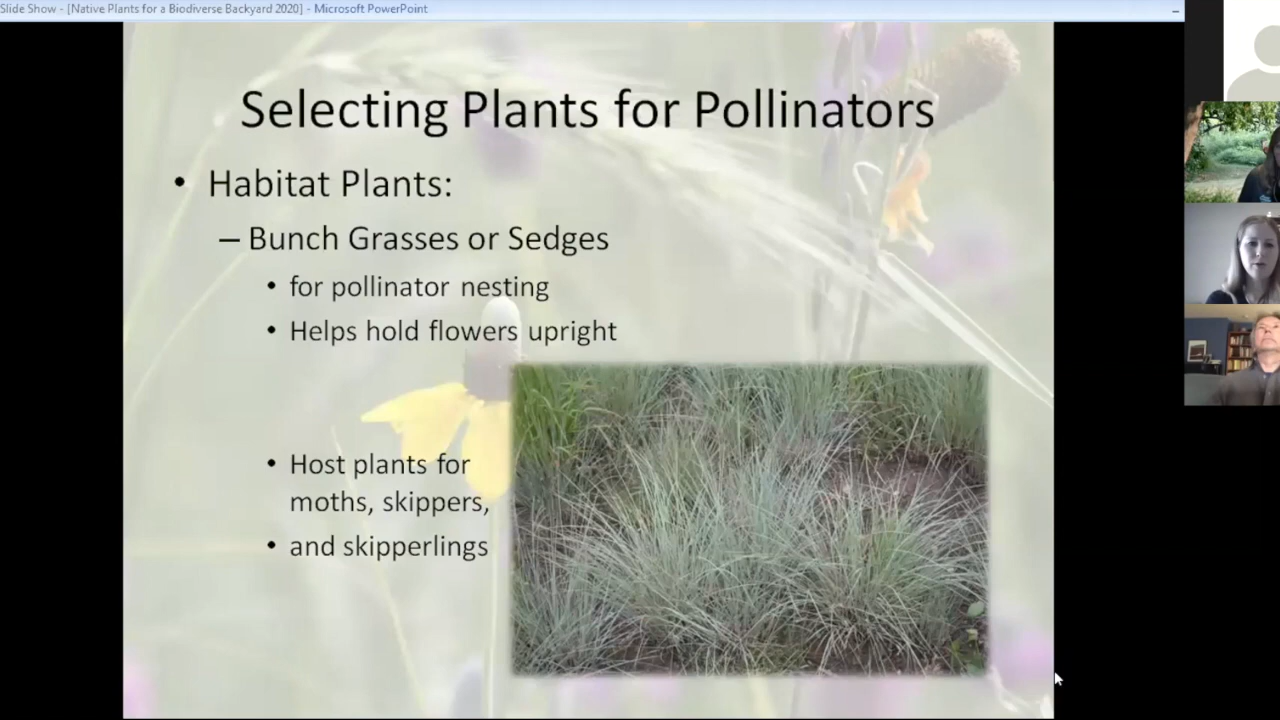 Slide Show - [Native Plants for a Biodiverse Backyard 2020] - Microsoft PowerPoint
Selecting Plants for Pollinators
• Habitat Plants:
– Bunch Grasses or Sedges
• for pollinator nesting
• Helps hold flowers upright
• Host plants for
moths, skippers,
• and skipperlings